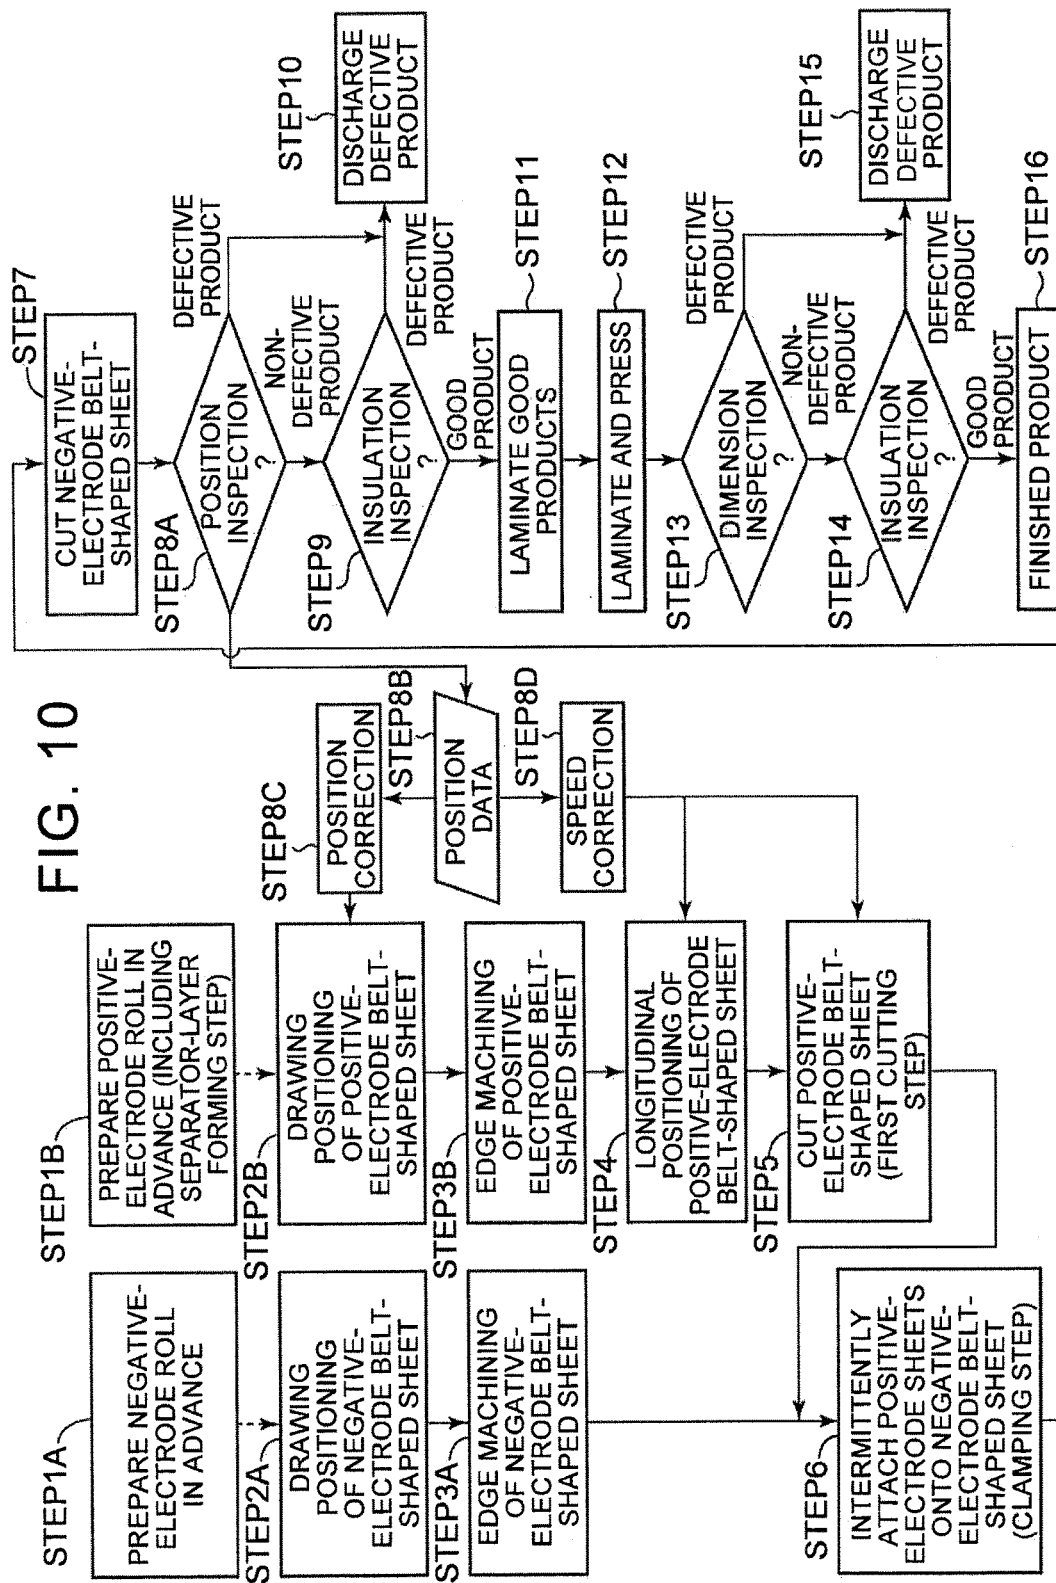 FIG. 10
STEP1A
PREPARE NEGATIVE-
ELECTRODE ROLL
IN ADVANCE
STEP2A
DRAWING
POSITIONING
OF NEGATIVE-
ELECTRODE BELT-
SHAPED SHEET
STEP3A
EDGE MACHINING
OF NEGATIVE-
ELECTRODE BELT-
SHAPED SHEET
STEP6
INTERMITTENTLY
ATTACH POSITIVE-
ELECTRODE SHEETS
ONTO NEGATIVE-
ELECTRODE BELT-
SHAPED SHEET
(CLAMPING STEP)
STEP1B
PREPARE POSITIVE-
ELECTRODE ROLL IN
ADVANCE (INCLUDING
SEPARATOR-LAYER
FORMING STEP)
STEP2B
DRAWING
POSITIONING
OF POSITIVE-
ELECTRODE BELT-
SHAPED SHEET
STEP3B
EDGE MACHINING
OF POSITIVE-
ELECTRODE BELT-
SHAPED SHEET
STEP4
LONGITUDINAL
POSITIONING OF
POSITIVE-ELECTRODE
BELT-SHAPED SHEET
STEP5
CUT POSITIVE-
ELECTRODE BELT-
SHAPED SHEET
(FIRST CUTTING
STEP)
STEP8C
POSITION
CORRECTION
STEP8B
POSITION
DATA
STEP8D
SPEED
CORRECTION
STEP7
CUT NEGATIVE-
ELECTRODE BELT-
SHAPED SHEET
STEP8A
POSITION
INSPECTION
?
DEFECTIVE
PRODUCT
NON-
DEFECTIVE
PRODUCT
STEP9
INSULATION
INSPECTION
?
DEFECTIVE
PRODUCT
GOOD
PRODUCT
STEP10
DISCHARGE
DEFECTIVE
PRODUCT
STEP11
LAMINATE GOOD
PRODUCTS
STEP12
LAMINATE AND PRESS
STEP13
DIMENSION
INSPECTION
?
DEFECTIVE
PRODUCT
NON-
DEFECTIVE
PRODUCT
STEP14
INSULATION
INSPECTION
?
DEFECTIVE
PRODUCT
GOOD
PRODUCT
STEP15
DISCHARGE
DEFECTIVE
PRODUCT
STEP16
FINISHED PRODUCT